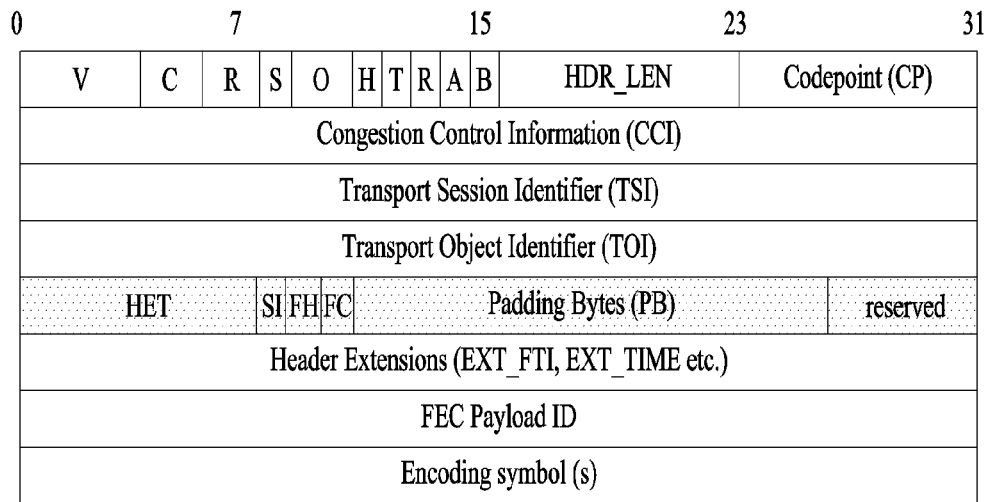 0 7 15 23 31
V C R S O H T R A B HDR_LEN Codepoint (CP)
Congestion Control Information (CCI)
Transport Session Identifier (TSI)
Transport Object Identifier (TOI)
HET SI FH FC Padding Bytes (PB) reserved
Header Extensions (EXT_FTI, EXT_TIME etc.)
FEC Payload ID
Encoding symbol (s)